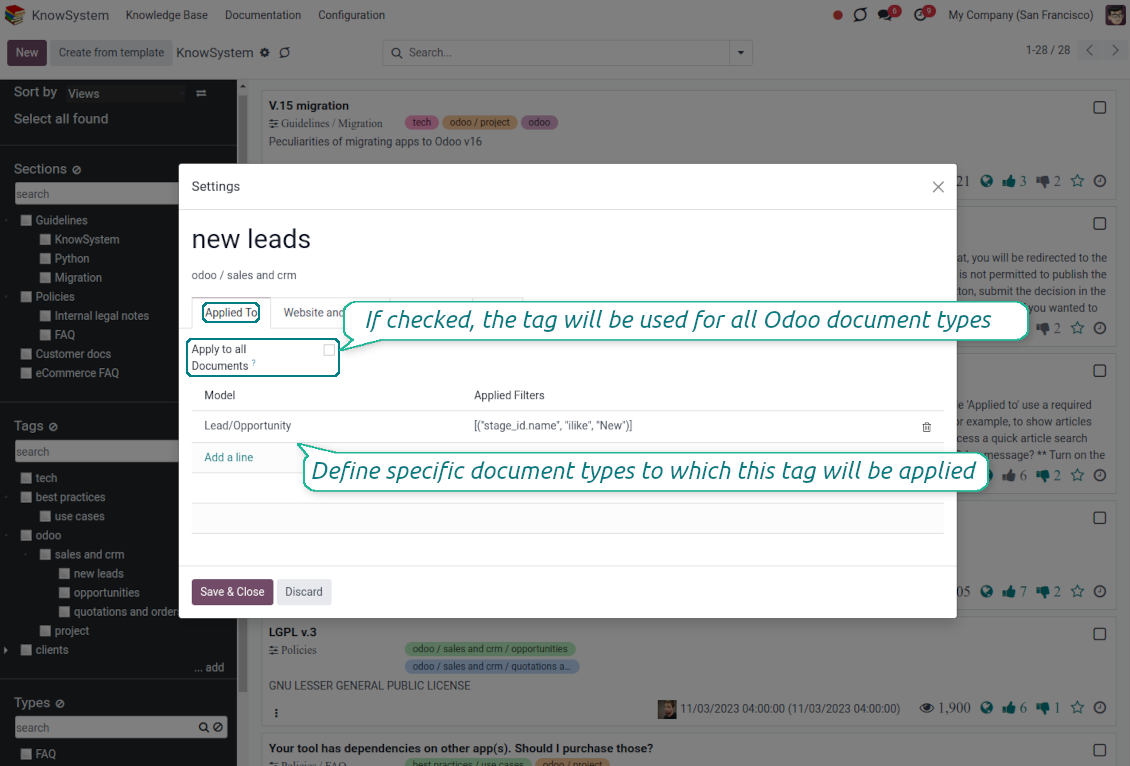 KnowSystem Knowledge Base Documentation Configuration 6 9 My Company (San Francisco)
New Create from template KnowSystem Search... 1-28 / 28
Sort by Views
Select all found
Sections
search
Guidelines
KnowSystem
Python
Migration
Policies
Internal legal notes
FAQ
Customer docs
eCommerce FAQ
Tags
search
tech
best practices
use cases
odoo
sales and crm
new leads
opportunities
quotations and orders
project
clients
... add
Types
search
FAQ
V.15 migration
Guidelines / Migration tech odoo / project odoo
Peculiarities of migrating apps to Odoo v16
21 3 2
at, you will be redirected to the
is not permitted to publish the
ton, submit the decision in the
you wanted to
2
e 'Applied to' use a required
or example, to show articles
cess a quick article search
message? ** Turn on the
6 2
05 7 2
Settings
new leads
odoo / sales and crm
Applied To Website and
If checked, the tag will be used for all Odoo document types
Apply to all
Documents ?
Model Applied Filters
Lead/Opportunity [("stage_id.name", "ilike", "New")]
Add a line
Define specific document types to which this tag will be applied
Save & Close Discard
LGPL v.3
Policies odoo / sales and crm / opportunities
odoo / sales and crm / quotations a...
GNU LESSER GENERAL PUBLIC LICENSE
11/03/2023 04:00:00 (11/03/2023 04:00:00) 1,900 6 1
Your tool has dependencies on other app(s). Should I purchase those?
Policies / FAQ best practices / use cases odoo / project